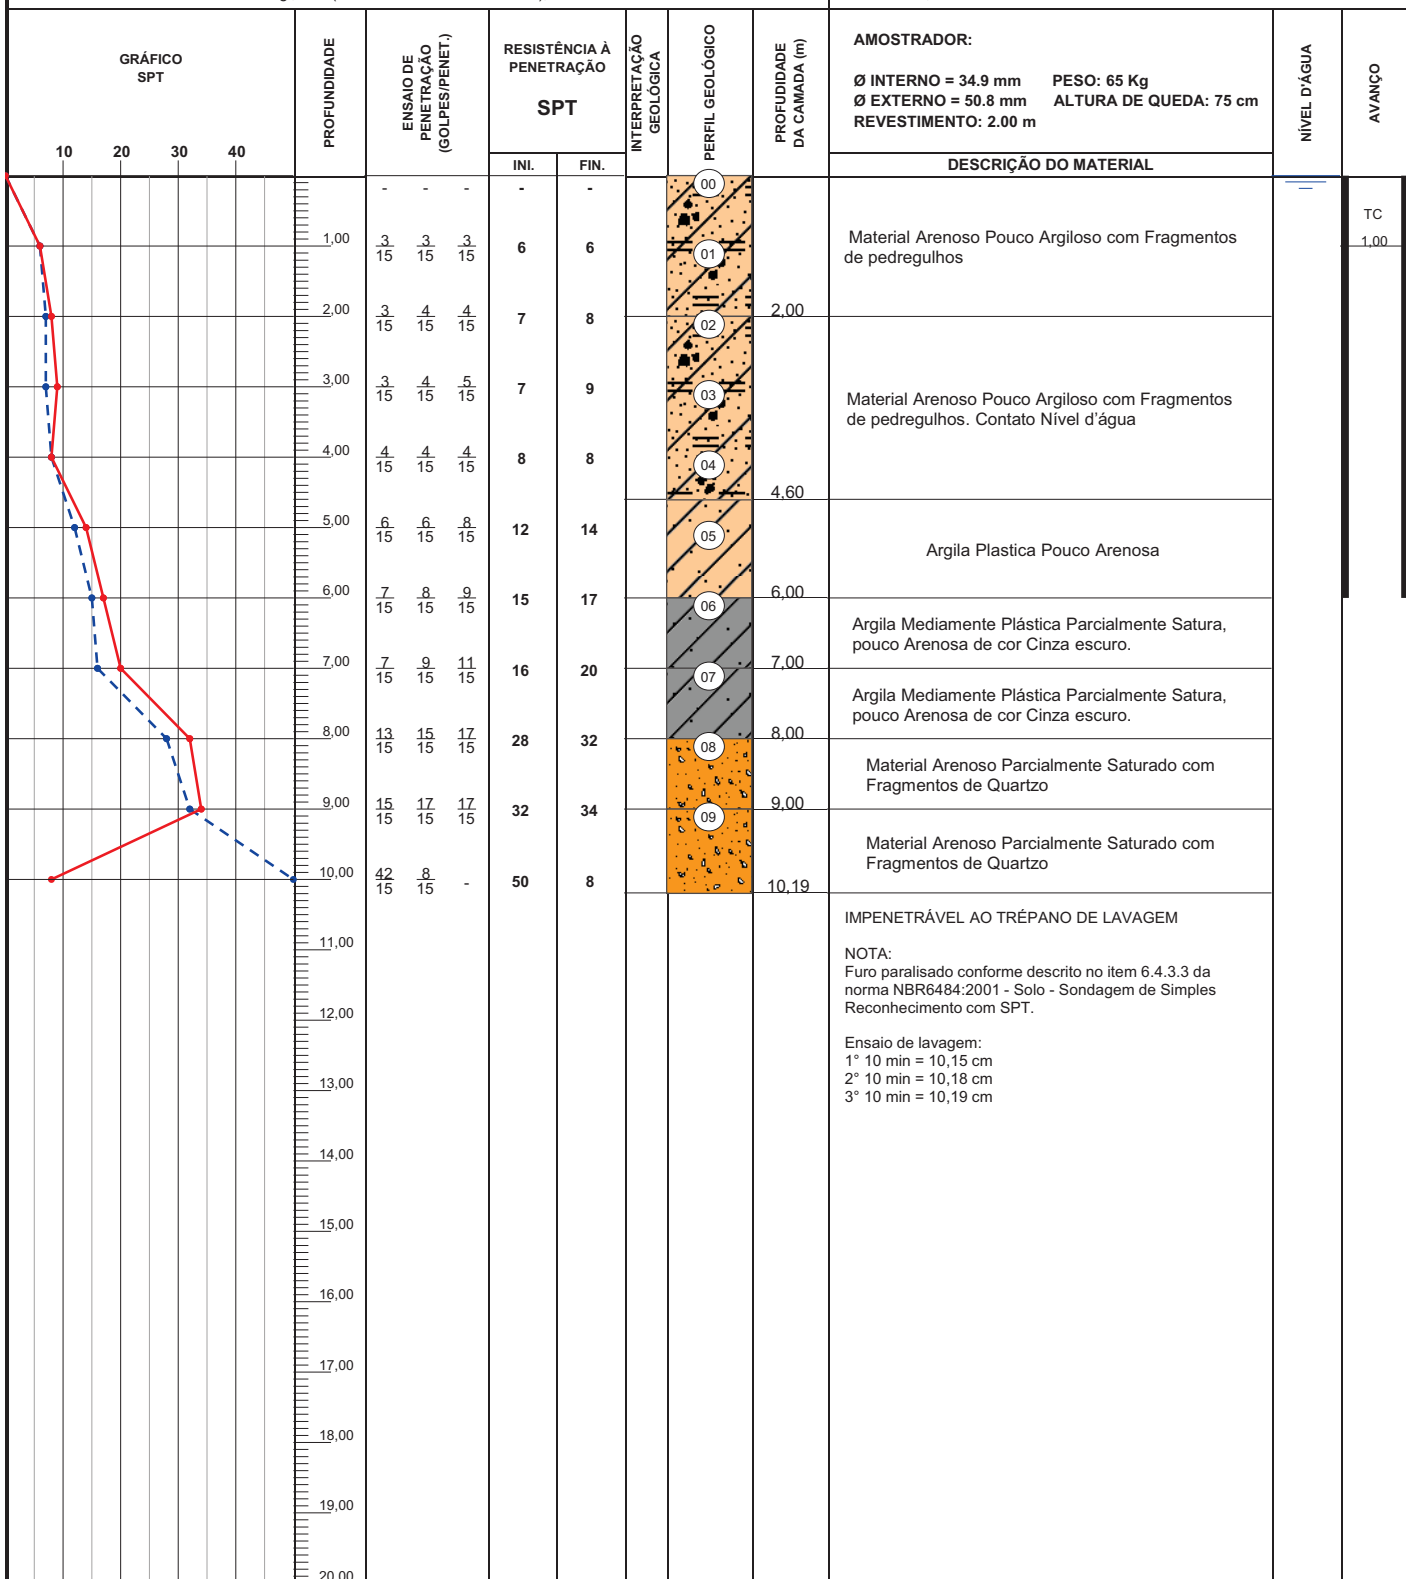 GRÁFICO
SPT
10 20 30 40
PROFUNDIDADE
ENSAIO DE
PENETRAÇÃO
(GOLPES/PENET.)
RESISTÊNCIA À
PENETRAÇÃO
SPT
INI. FIN.
INTERPRETAÇÃO
GEOLÓGICA
PERFIL GEOLÓGICO
PROFUDIDADE
DA CAMADA (m)
AMOSTRADOR:
Ø INTERNO = 34.9 mm PESO: 65 Kg
Ø EXTERNO = 50.8 mm ALTURA DE QUEDA: 75 cm
REVESTIMENTO: 2.00 m
DESCRIÇÃO DO MATERIAL
NÍVEL D'ÁGUA
AVANÇO
- - - - - 00
TC
1,00
1,00 3/15 3/15 3/15 6 6 01
Material Arenoso Pouco Argiloso com Fragmentos
de pedregulhos
2,00 3/15 4/15 4/15 7 8 02 2,00
3,00 3/15 4/15 5/15 7 9 03
Material Arenoso Pouco Argiloso com Fragmentos
de pedregulhos. Contato Nível d'água
4,00 4/15 4/15 4/15 8 8 04 4,60
5,00 6/15 6/15 8/15 12 14 05
Argila Plastica Pouco Arenosa
6,00 7/15 8/15 9/15 15 17 06 6,00
Argila Mediamente Plástica Parcialmente Satura,
pouco Arenosa de cor Cinza escuro.
7,00 7/15 9/15 11/15 16 20 07 7,00
Argila Mediamente Plástica Parcialmente Satura,
pouco Arenosa de cor Cinza escuro.
8,00 13/15 15/15 17/15 28 32 08 8,00
Material Arenoso Parcialmente Saturado com
Fragmentos de Quartzo
9,00 15/15 17/15 17/15 32 34 09 9,00
Material Arenoso Parcialmente Saturado com
Fragmentos de Quartzo
10,00 42/15 8/15 - 50 8 10,19
IMPENETRÁVEL AO TRÉPANO DE LAVAGEM
NOTA:
Furo paralisado conforme descrito no item 6.4.3.3 da
norma NBR6484:2001 - Solo - Sondagem de Simples
Reconhecimento com SPT.
Ensaio de lavagem:
1° 10 min = 10,15 cm
2° 10 min = 10,18 cm
3° 10 min = 10,19 cm
11,00
12,00
13,00
14,00
15,00
16,00
17,00
18,00
19,00
20,00